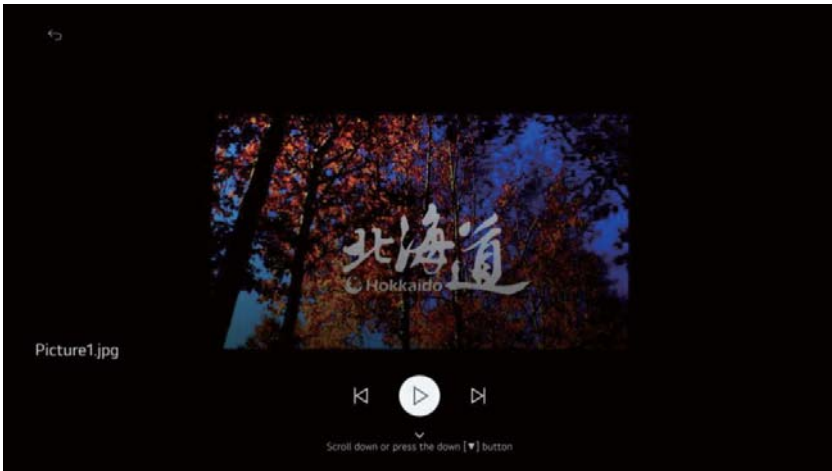 北海道
Hokkaido
Picture1.jpg
Scroll down or press the down [▼] button